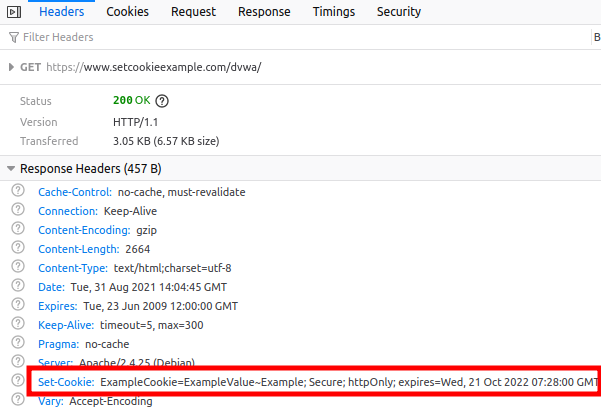 Headers Cookies Request Response Timings Security
Filter Headers B
GET https://www.setcookieexample.com/dvwa/
Status 200 OK ?
Version HTTP/1.1
Transferred 3.05 KB (6.57 KB size)
Response Headers (457 B)
? Cache-Control: no-cache, must-revalidate
? Connection: Keep-Alive
? Content-Encoding: gzip
? Content-Length: 2664
? Content-Type: text/html;charset=utf-8
? Date: Tue, 31 Aug 2021 14:04:45 GMT
? Expires: Tue, 23 Jun 2009 12:00:00 GMT
? Keep-Alive: timeout=5, max=300
? Pragma: no-cache
? Server: Apache/2.4.25 (Debian)
? Set-Cookie: ExampleCookie=ExampleValue~Example; Secure; httpOnly; expires=Wed, 21 Oct 2022 07:28:00 GMT
? Vary: Accept-Encoding